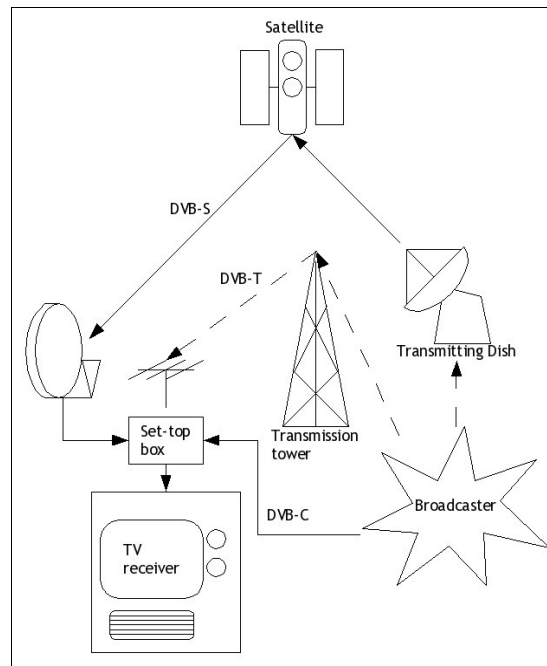 Satellite
DVB-S
DVB-T
Transmitting Dish
Set-top
box
Transmission
tower
Broadcaster
DVB-C
TV
receiver